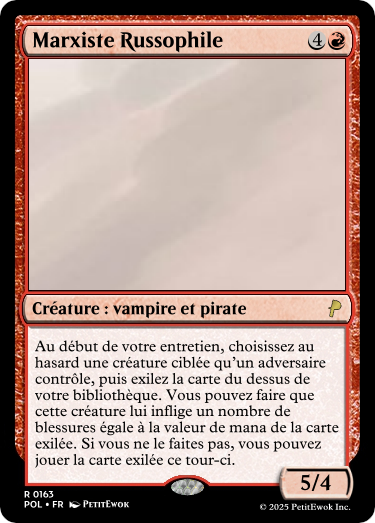 Marxiste Russophile 4
Créature : vampire et pirate
Au début de votre entretien, choisissez au
hasard une créature ciblée qu'un adversaire
contrôle, puis exilez la carte du dessus de
votre bibliothèque. Vous pouvez faire que
cette créature lui inflige un nombre de
blessures égale à la valeur de mana de la carte
exilée. Si vous ne le faites pas, vous pouvez
jouer la carte exilée ce tour-ci.
5/4
R 0163
POL • FR PetitEwok
© 2025 PetitEwok Inc.